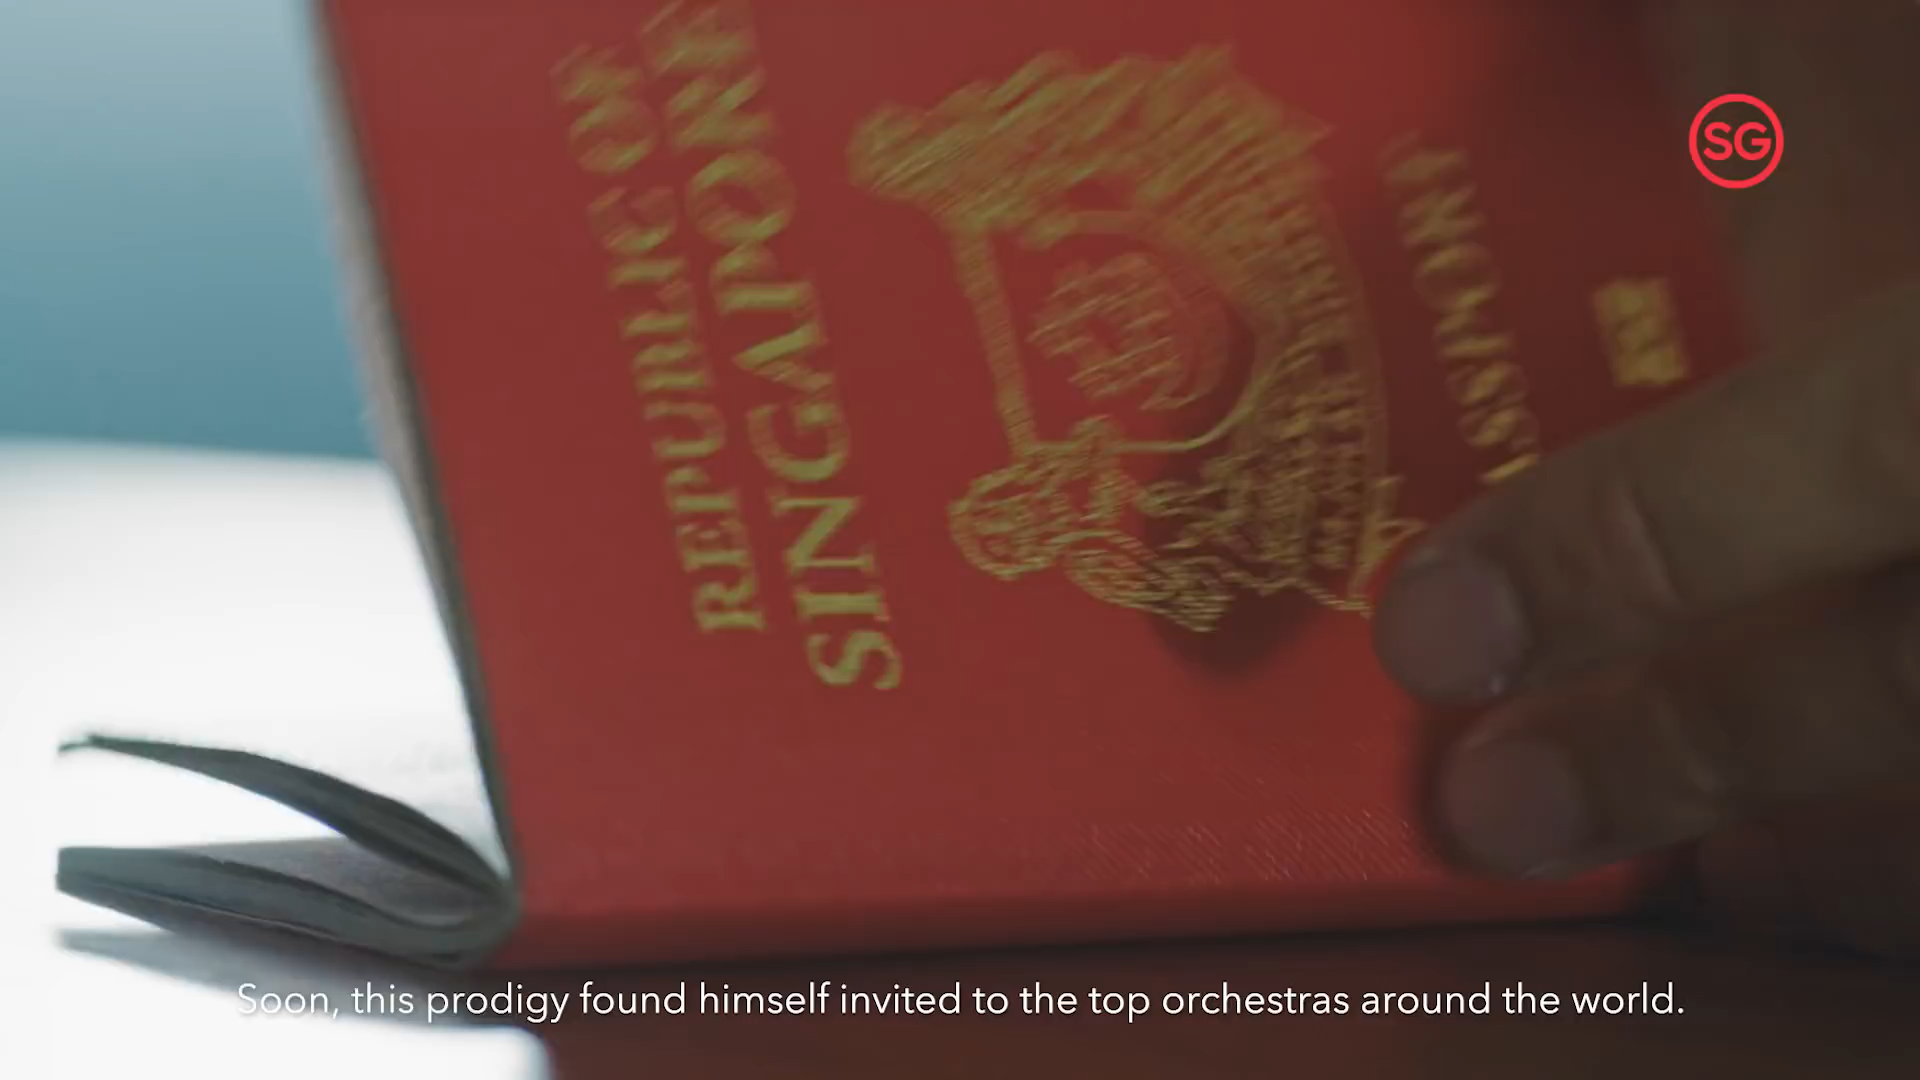 REPUBLIC OF
SINGAPORE
SG
Soon, this prodigy found himself invited to the top orchestras around the world.